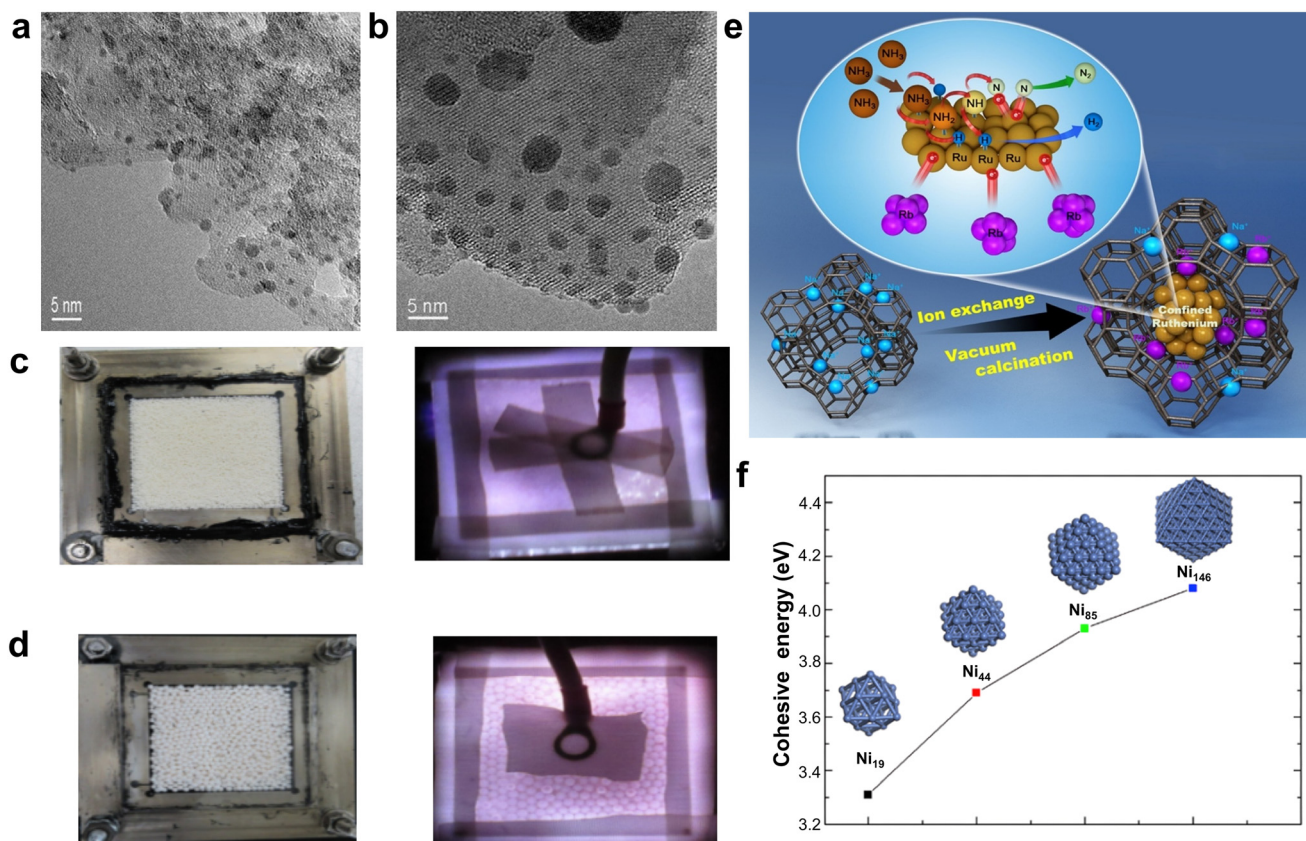 a
5 nm
b
5 nm
c
d
e
NH3
NH3
NH3
NH3
NH2
NH
N
N
N2
H2
H
H
Ru
Ru
Ru
Rb
Rb
Rb
Na+
Na+
Na+
Na+
Ion exchange
Vacuum
calcination
Confined
Ruthenium
f
Cohesive energy (eV)
4.4
4.2
4.0
3.8
3.6
3.4
3.2
Ni19
Ni44
Ni85
Ni146